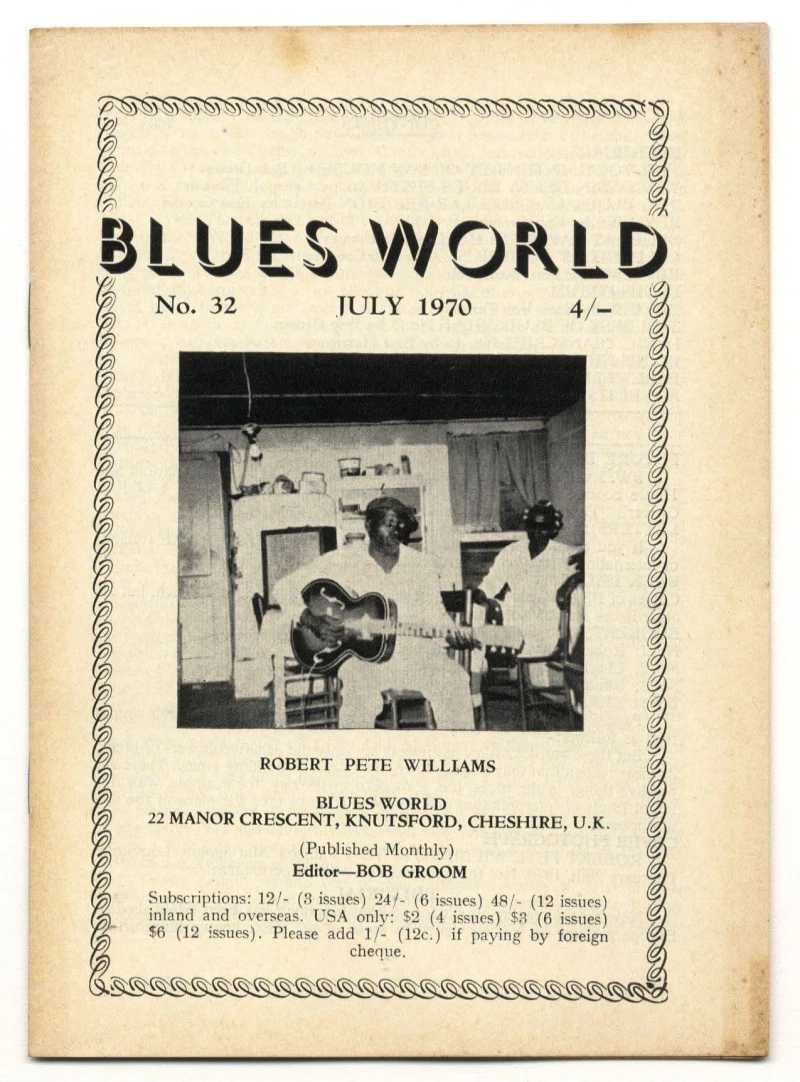 BLUES WORLD
No. 32 JULY 1970 4/-
ROBERT PETE WILLIAMS
BLUES WORLD
22 MANOR CRESCENT, KNUTSFORD, CHESHIRE, U.K.
(Published Monthly)
Editor—BOB GROOM
Subscriptions: 12/- (3 issues) 24/- (6 issues) 48/- (12 issues)
inland and overseas. USA only: $2 (4 issues) $3 (6 issues)
$6 (12 issues). Please add 1/- (12c.) if paying by foreign
cheque.